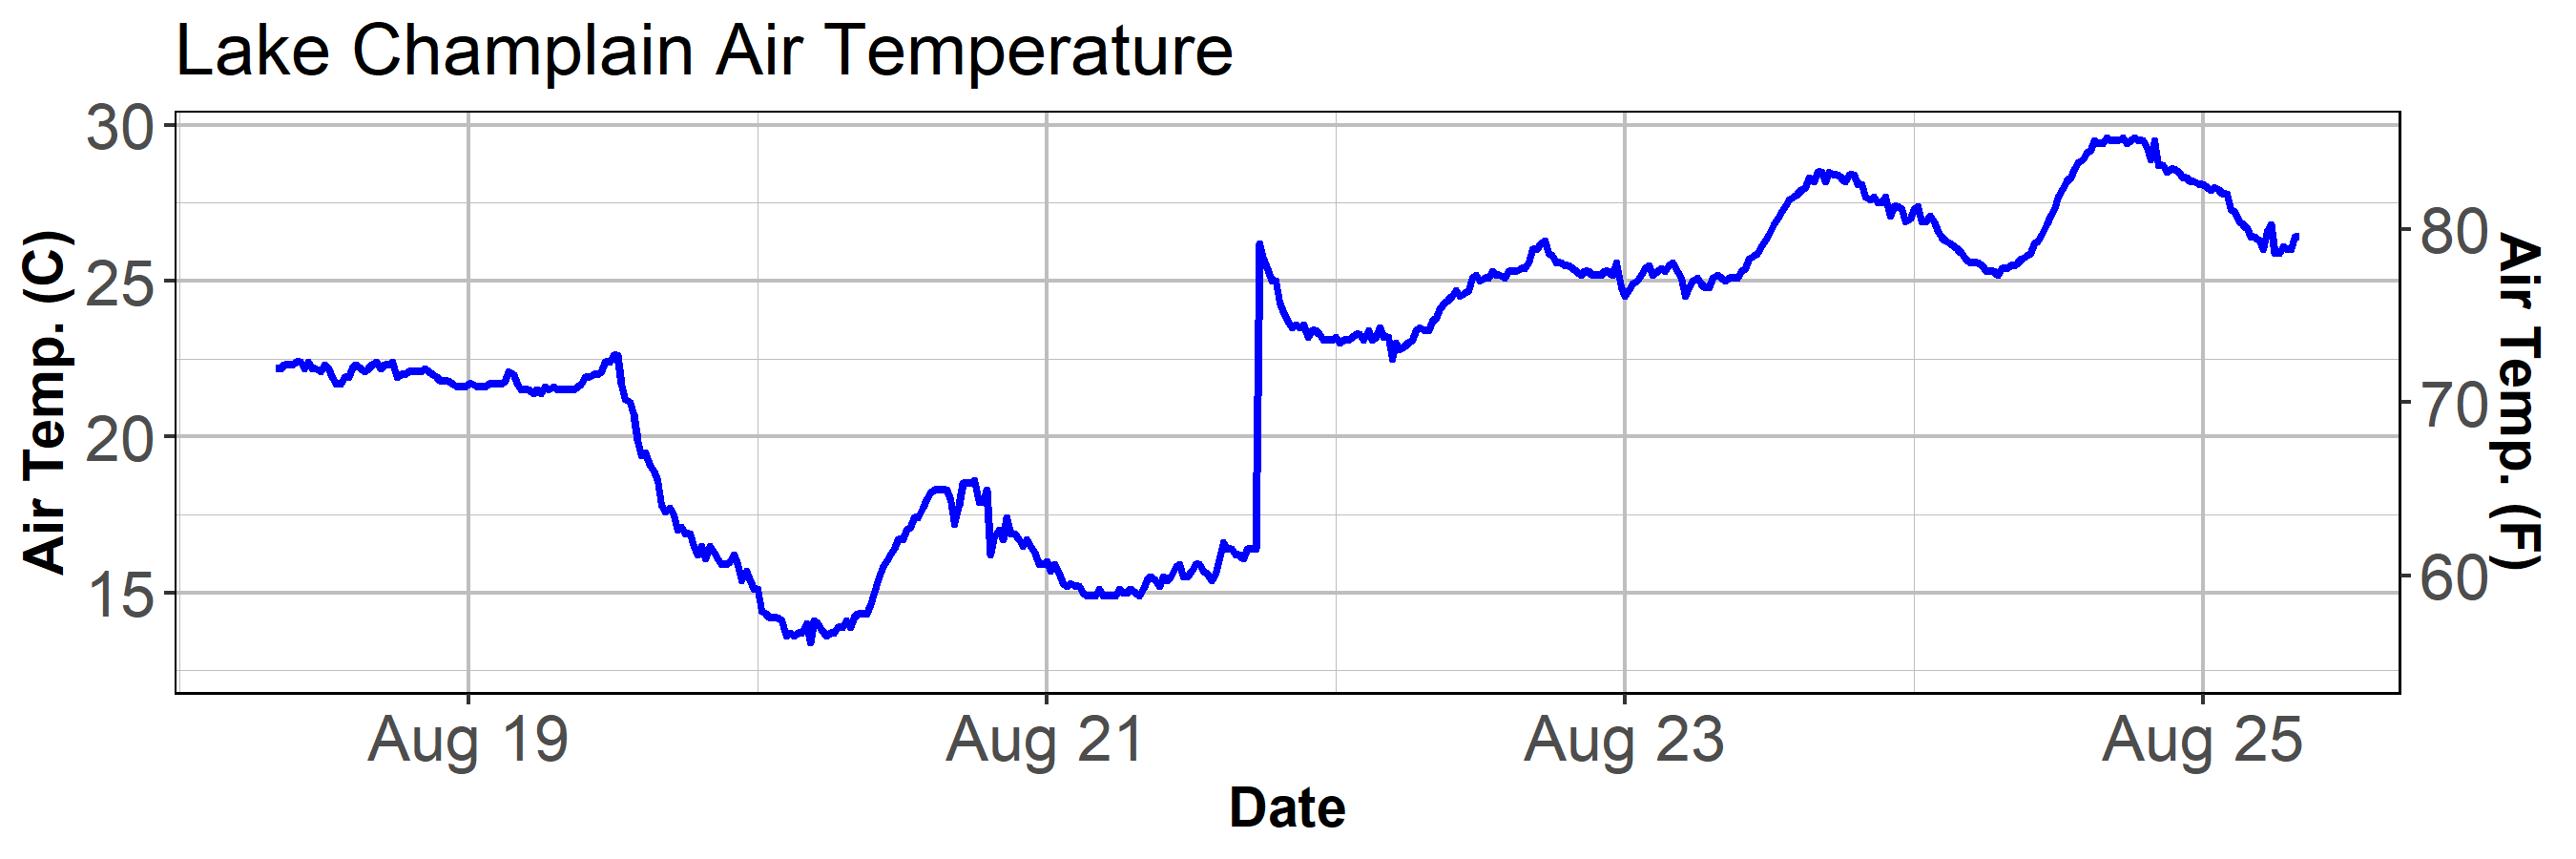 Lake Champlain Air Temperature
30
25
20
15
Air Temp. (C)
80
70
60
Air Temp. (F)
Aug 19 Aug 21 Aug 23 Aug 25
Date